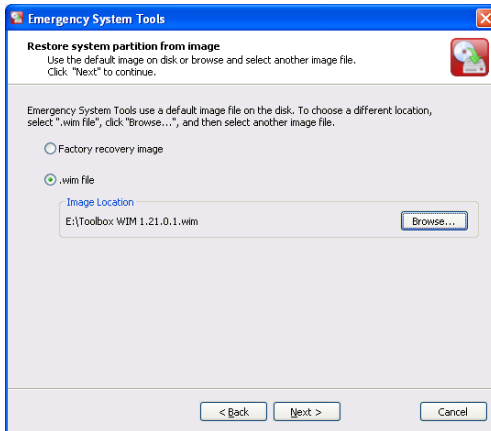 Emergency System Tools
Restore system partition from image
Use the default image on disk or browse and select another image file.
Click "Next" to continue.
Emergency System Tools use a default image file on the disk. To choose a different location,
select ".wim file", click "Browse...", and then select another image file.
Factory recovery image
.wim file
Image Location
E:\Toolbox WIM 1.21.0.1.wim
Browse...
< Back
Next >
Cancel